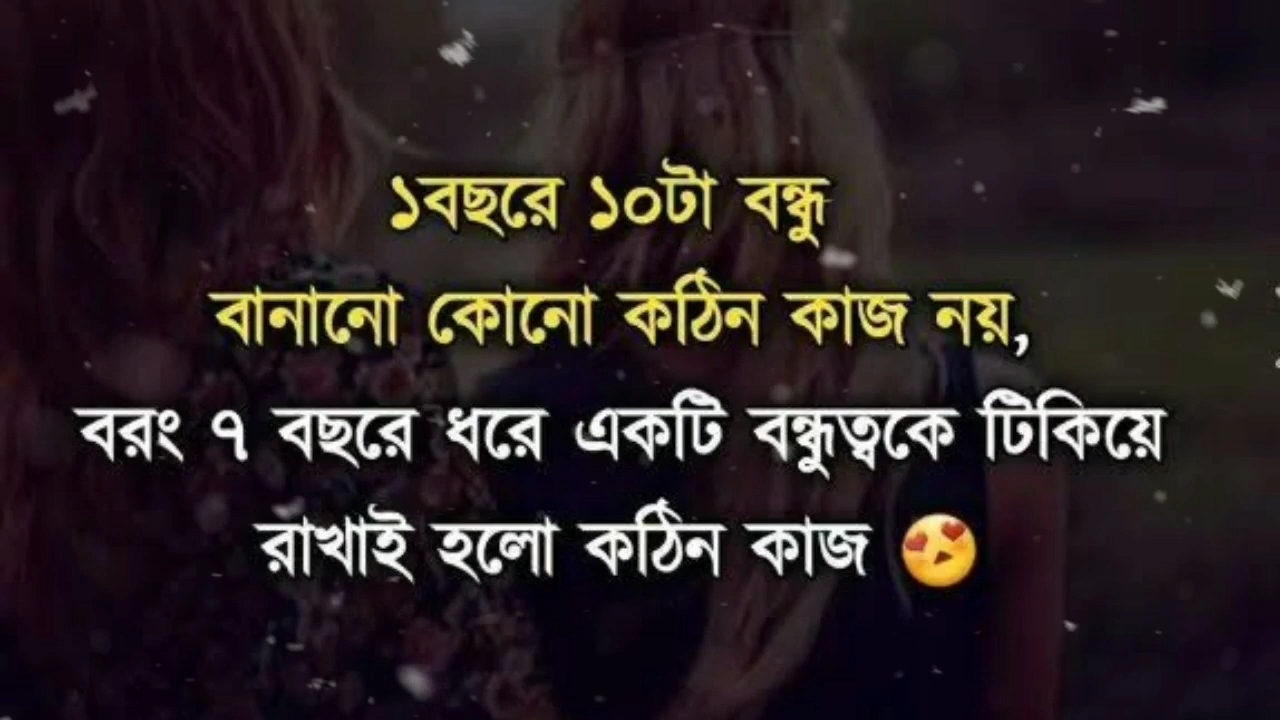 ১বছরে ১০টা বন্ধু
বানানো কোনো কঠিন কাজ নয়,
বরং ৭ বছরে ধরে একটি বন্ধুত্বকে টিকিয়ে
রাখাই হলো কঠিন কাজ 😍